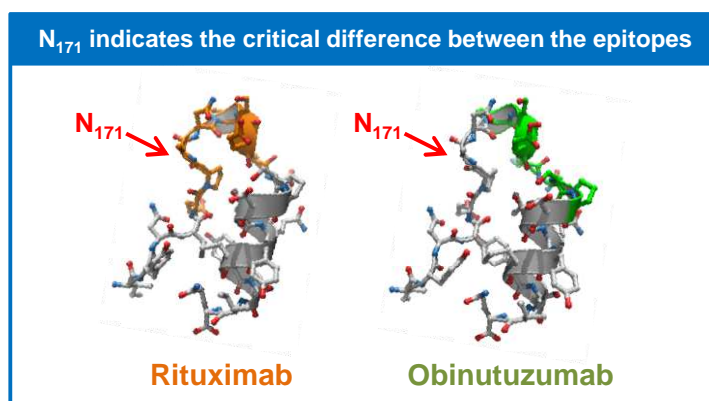 N171 indicates the critical difference between the epitopes
N171
N171
Rituximab
Obinutuzumab